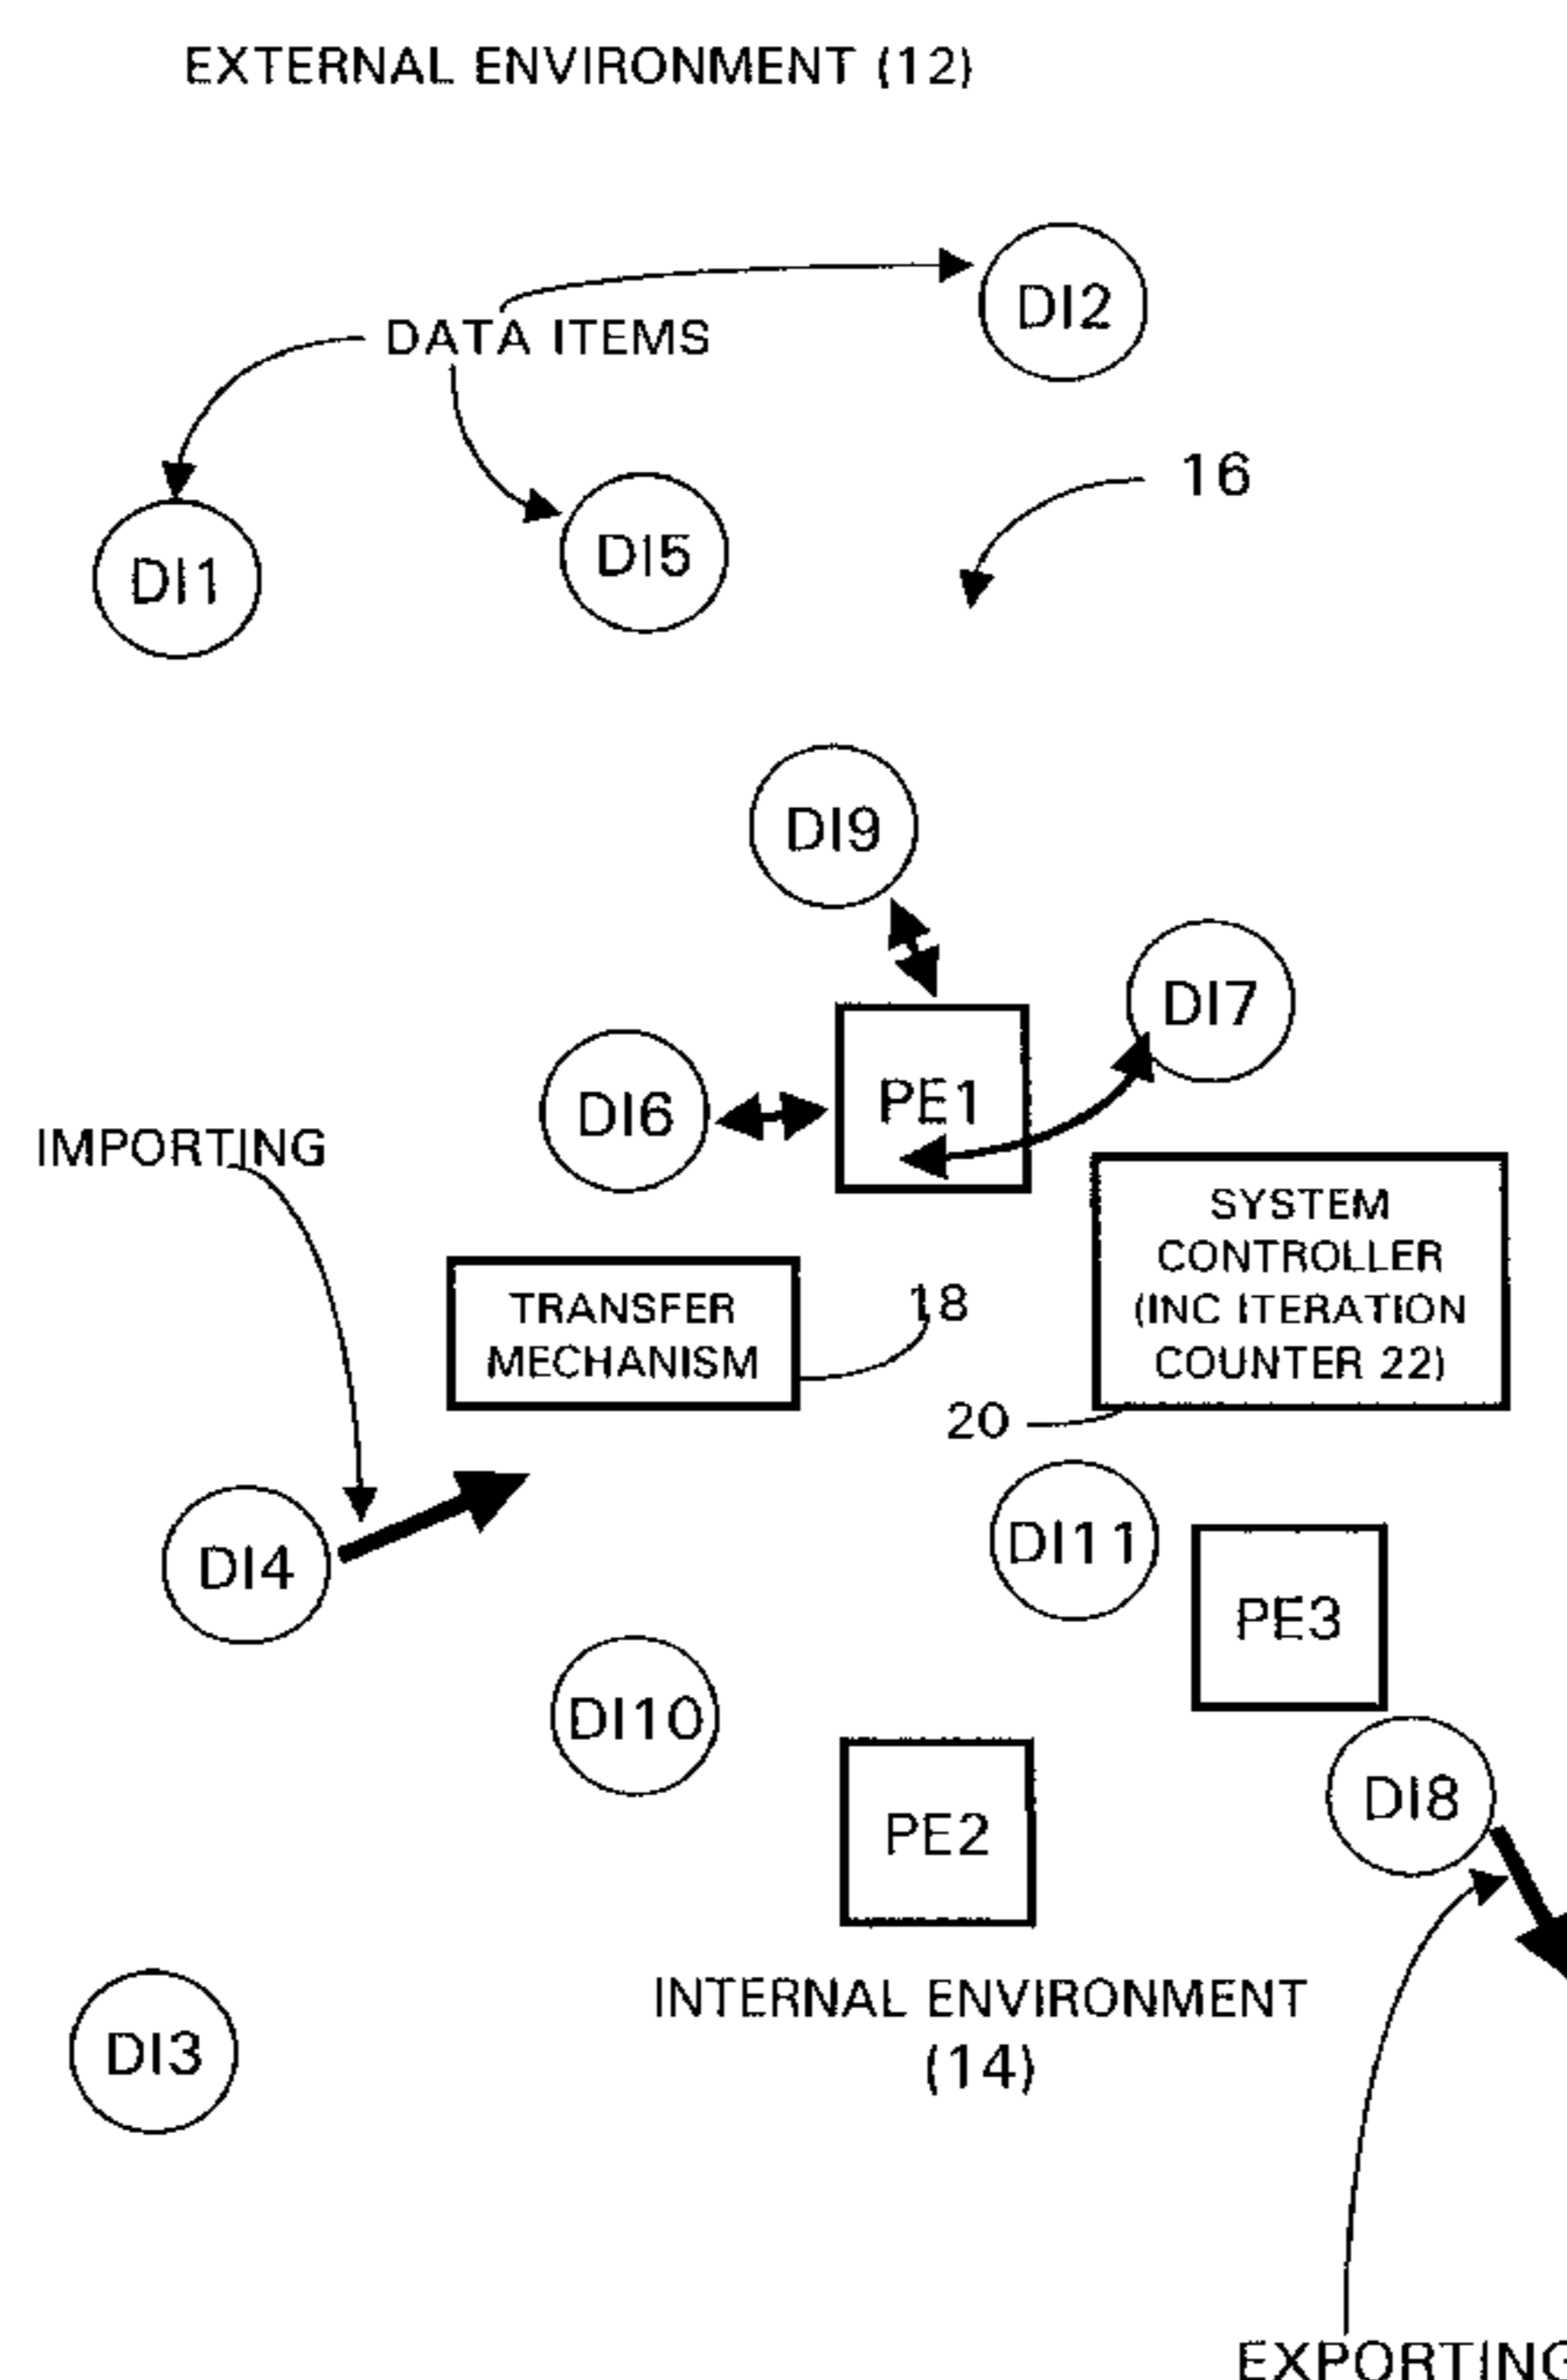 EXTERNAL ENVIRONMENT (12)
DI2
DATA ITEMS
16
DI5
DI1
DI9
DI7
PE1
DI6
IMPORTING
SYSTEM
CONTROLLER
(INC ITERATION
COUNTER 22)
TRANSFER
MECHANISM
18
20
DI11
DI4
PE3
DI10
DI8
PE2
INTERNAL ENVIRONMENT
(14)
DI3
EXPORTING